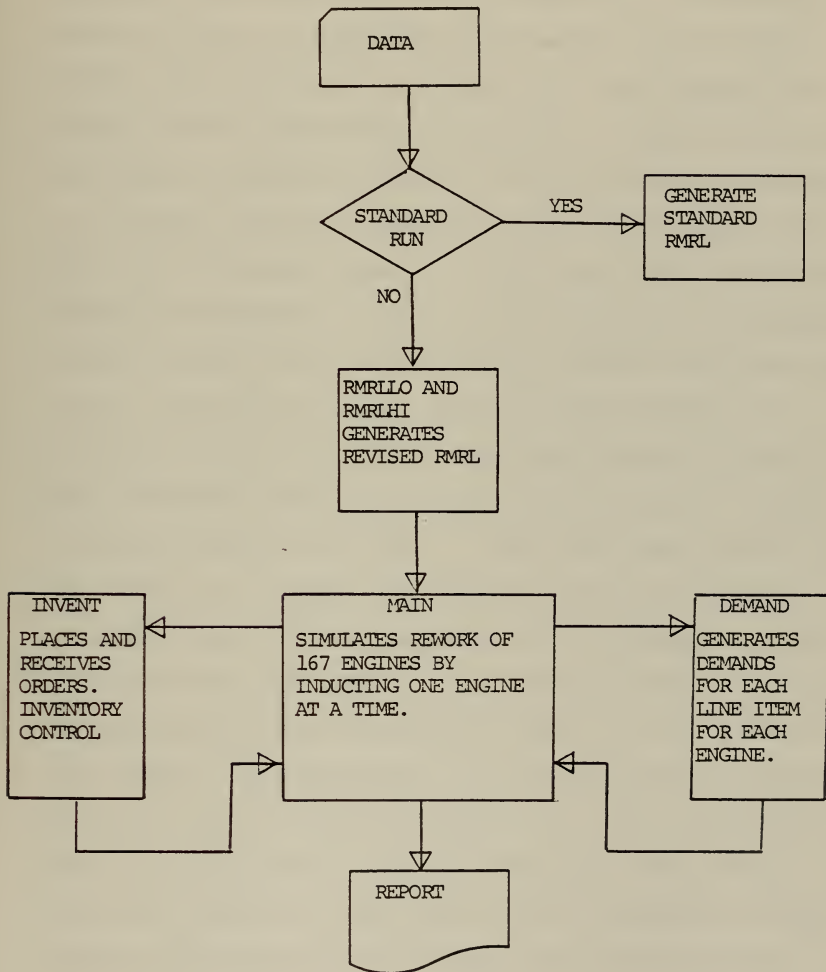 DATA
STANDARD
RUN
YES
GENERATE
STANDARD
RMRL
NO
RMRLLO AND
RMRLHI
GENERATES
REVISED RMRL
INVENT
PLACES AND
RECEIVES
ORDERS.
INVENTORY
CONTROL
MAIN
SIMULATES REWORK OF
167 ENGINES BY
INDUCTING ONE ENGINE
AT A TIME.
DEMAND
GENERATES
DEMANDS
FOR EACH
LINE ITEM
FOR EACH
ENGINE.
REPORT